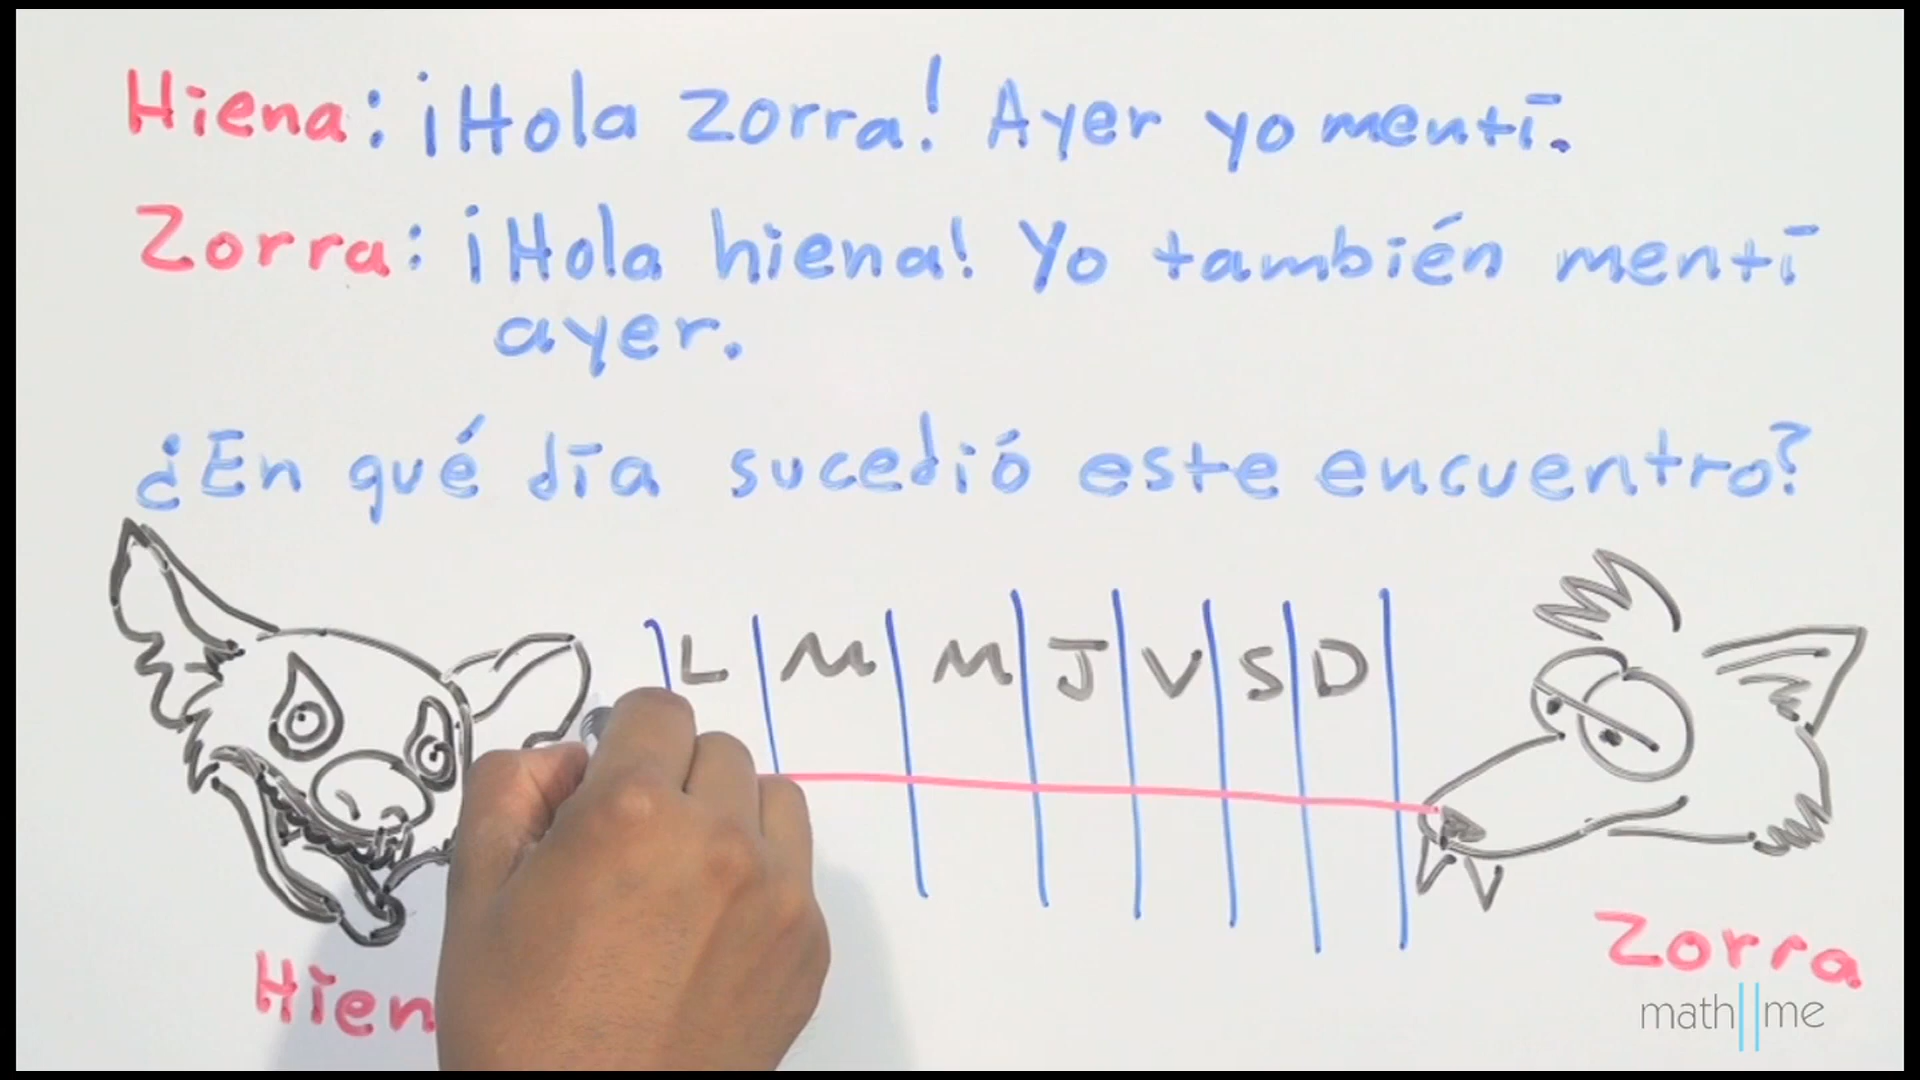 Hiena: ¡Hola zorra! Ayer yo mentí.
Zorra: ¡Hola hiena! Yo también mentí
ayer.
¿En qué día sucedió este encuentro?
L M M J V S D
Hien
Zorra
math me